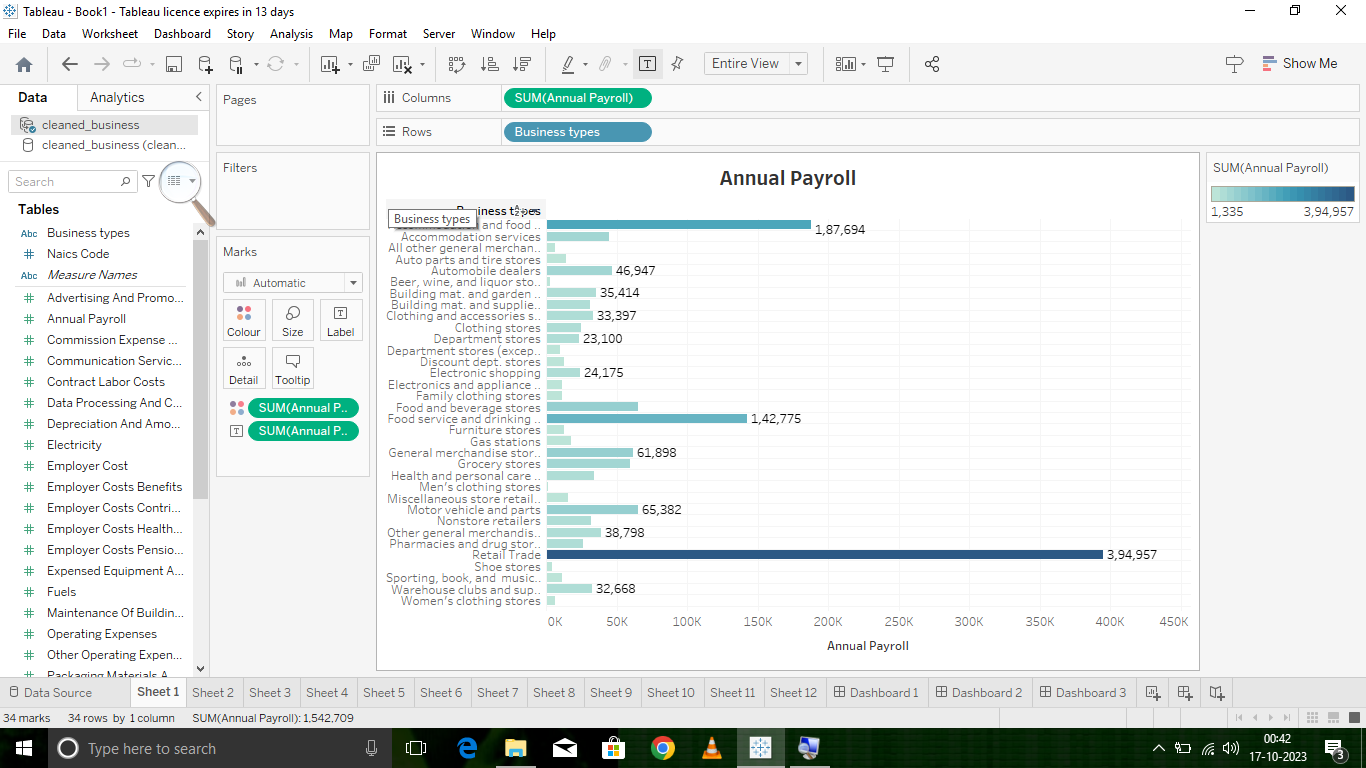 Tableau - Book1 - Tableau licence expires in 13 days
File Data Worksheet Dashboard Story Analysis Map Format Server Window Help
Entire View
Show Me
Data Analytics
cleaned_business
cleaned_business (clean...
Search
Tables
Abc Business types
# Naics Code
Abc Measure Names
# Advertising And Promo...
# Annual Payroll
# Commission Expense ...
# Communication Servic...
# Contract Labor Costs
# Data Processing And C...
# Depreciation And Amo...
# Electricity
# Employer Cost
# Employer Costs Benefits
# Employer Costs Contri...
# Employer Costs Health...
# Employer Costs Pensio...
# Expensed Equipment A...
# Fuels
# Maintenance Of Buildin...
# Operating Expenses
# Other Operating Expen...
Packaging Materials A...
Pages
Filters
Marks
Automatic
Colour Size Label
Detail Tooltip
SUM(Annual P..
SUM(Annual P..
Columns SUM(Annual Payroll)
Rows Business types
Annual Payroll
Business types
Business types
and food ..
1,87,694
Accommodation services
All other general merchan..
Auto parts and tire stores
Automobile dealers 46,947
Beer, wine, and liquor sto..
Building mat. and garden .. 35,414
Building mat. and supplie..
Clothing and accessories s.. 33,397
Clothing stores
Department stores 23,100
Department stores (excep..
Discount dept. stores
Electronic shopping 24,175
Electronics and appliance ..
Family clothing stores
Food and beverage stores
Food service and drinking .. 1,42,775
Furniture stores
Gas stations
General merchandise stor.. 61,898
Grocery stores
Health and personal care ..
Men's clothing stores
Miscellaneous store retail..
Motor vehicle and parts 65,382
Nonstore retailers
Other general merchandis.. 38,798
Pharmacies and drug stor..
Retail Trade 3,94,957
Shoe stores
Sporting, book, and music..
Warehouse clubs and sup.. 32,668
Women's clothing stores
0K 50K 100K 150K 200K 250K 300K 350K 400K 450K
Annual Payroll
SUM(Annual Payroll)
1,335 3,94,957
Data Source Sheet 1 Sheet 2 Sheet 3 Sheet 4 Sheet 5 Sheet 6 Sheet 7 Sheet 8 Sheet 9 Sheet 10 Sheet 11 Sheet 12 Dashboard 1 Dashboard 2 Dashboard 3
34 marks 34 rows by 1 column SUM(Annual Payroll): 1,542,709
Type here to search
00:42
17-10-2023
3